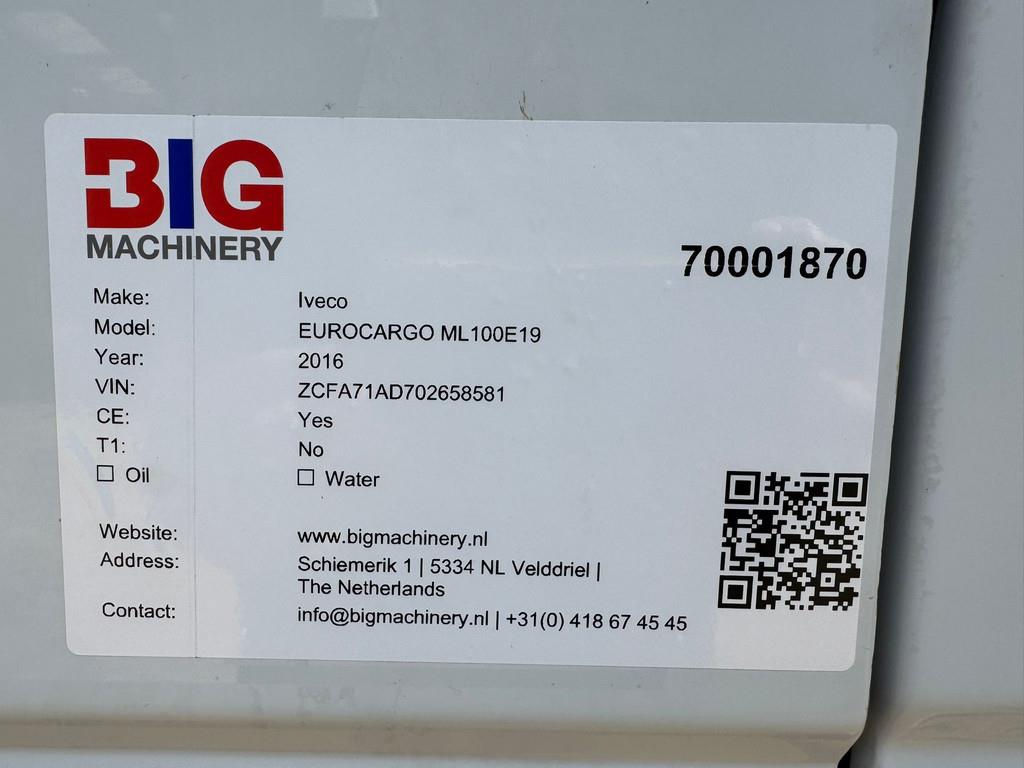 BIG
MACHINERY
70001870
Make: Iveco
Model: EUROCARGO ML100E19
Year: 2016
VIN: ZCFA71AD702658581
CE: Yes
T1: No
☐ Oil ☐ Water
Website: www.bigmachinery.nl
Address: Schiemerik 1 | 5334 NL Velddriel |
The Netherlands
Contact: info@bigmachinery.nl | +31(0) 418 67 45 45